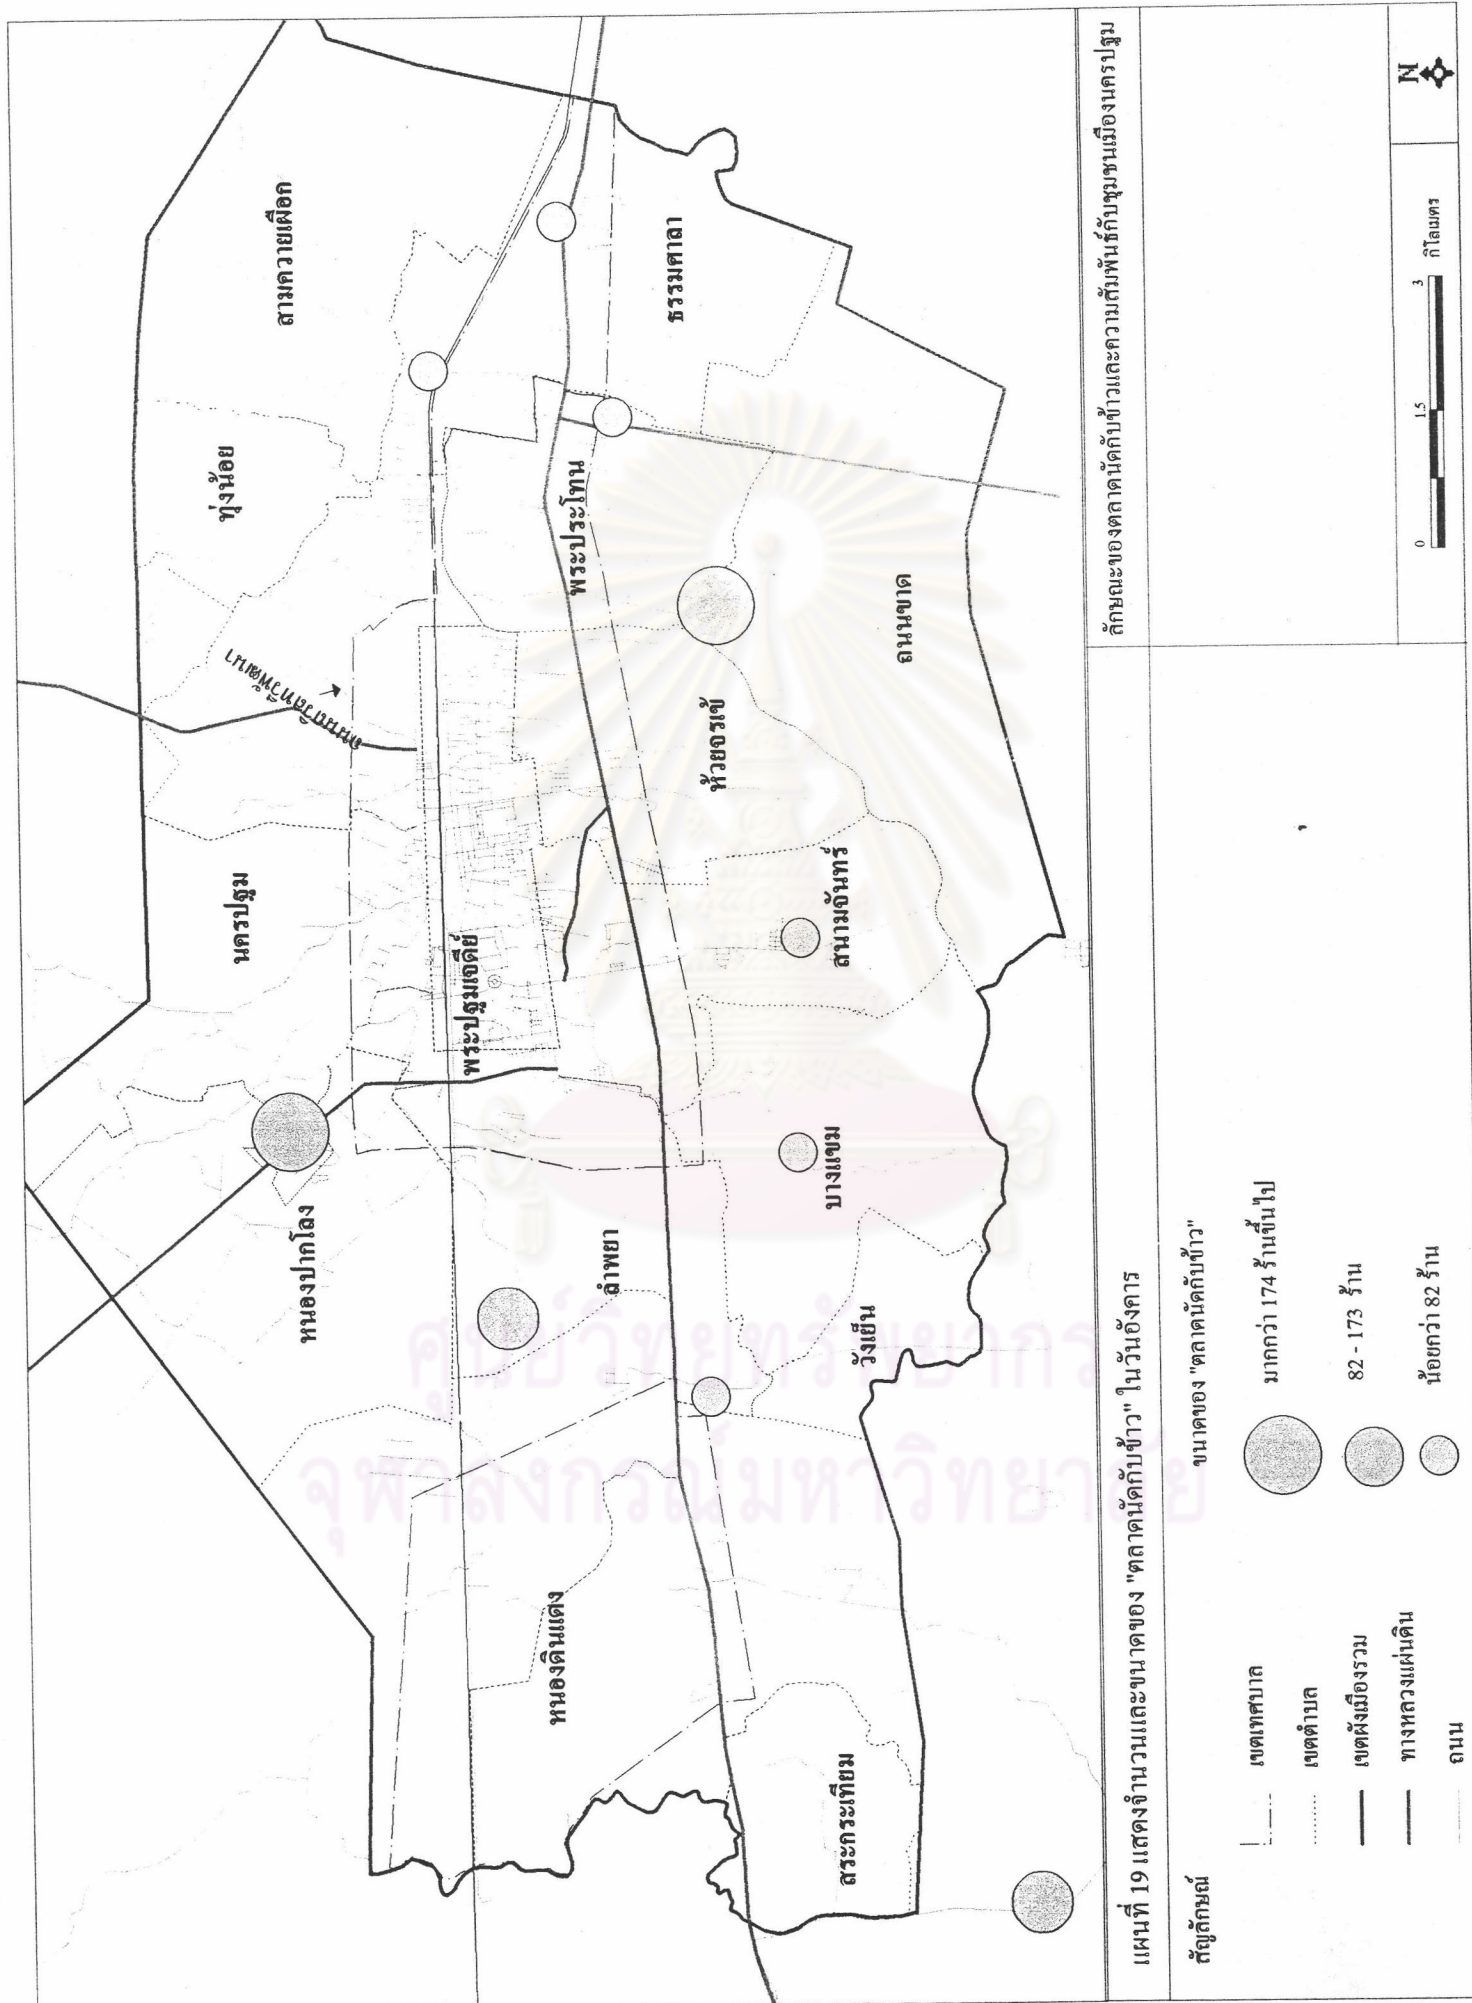 สามควายเผือก
ทุ่งน้อย
นครปฐม
พระปฐมเจดีย์
หนองปากโลง
ลำพยา
หนองดินแดง
สระกระเทียม
วังเย็น
บางแขม
สนามจันทร์
ห้วยจรเข้
พระประโทน
ธรรมศาลา
ถนนขาด
ศูนย์วิทยทรัพยากร
จุฬาลงกรณ์มหาวิทยาลัย
แผนที่ 19 แสดงจำนวนและขนาดของ "ตลาดนัดกับข้าว" ในวันอังคาร
ลักษณะของตลาดนัดกับข้าวและความสัมพันธ์กับชุมชนเมืองนครปฐม
สัญลักษณ์
เขตเทศบาล
เขตตำบล
เขตผังเมืองรวม
ทางหลวงแผ่นดิน
ถนน
ขนาดของ "ตลาดนัดกับข้าว"
มากกว่า 174 ร้านขึ้นไป
82 - 173 ร้าน
น้อยกว่า 82 ร้าน
0 1.5 3 กิโลเมตร
N